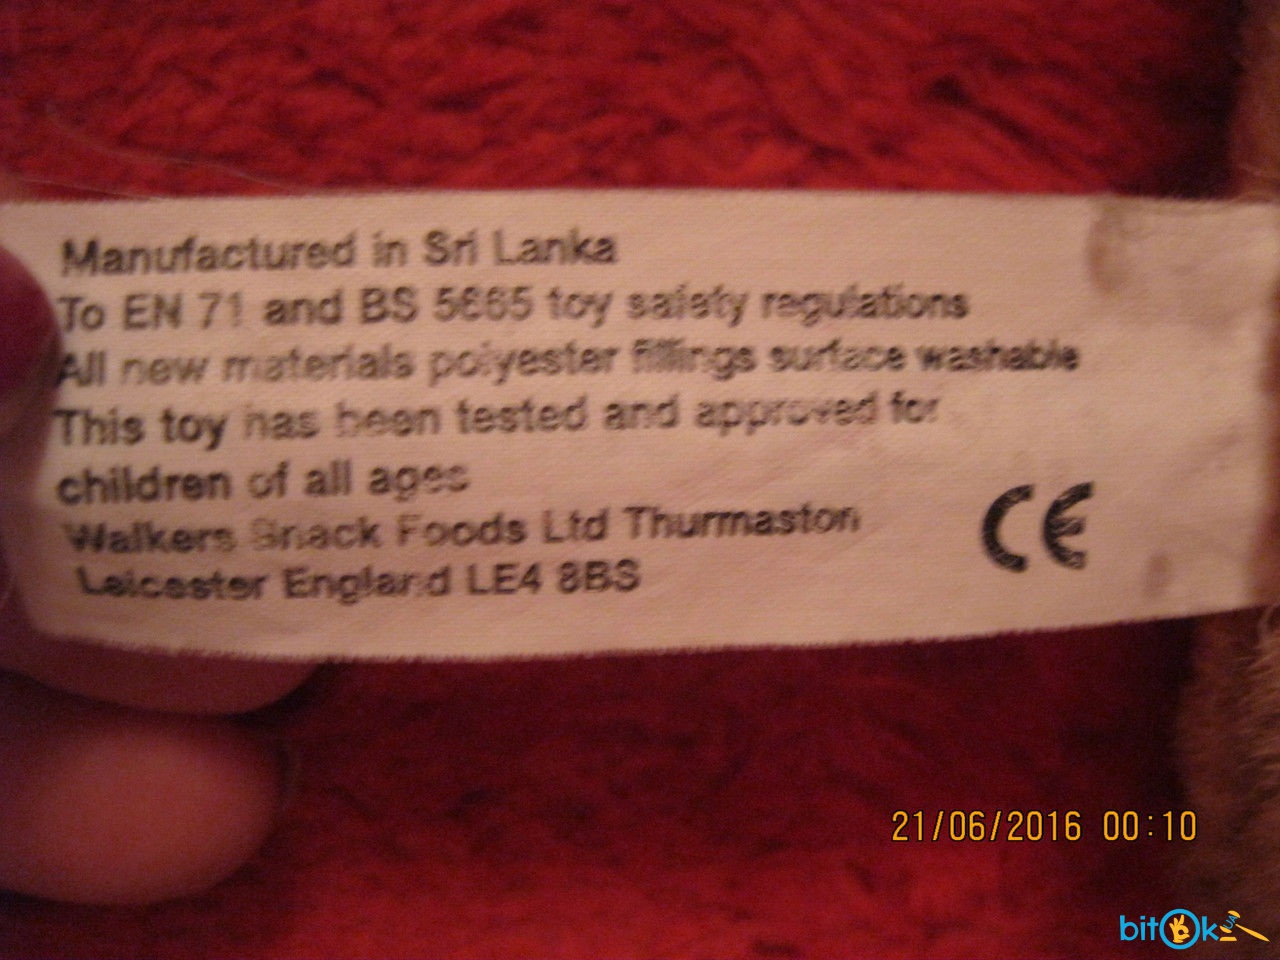 Manufactured in Sri Lanka
To EN 71 and BS 5665 toy safety regulations
All new materials polyester fillings surface washable
This toy has been tested and approved for
children of all ages
Walkers Snack Foods Ltd Thurmaston
Leicester England LE4 8BS
CE
21/06/2016 00:10
bitOk UA